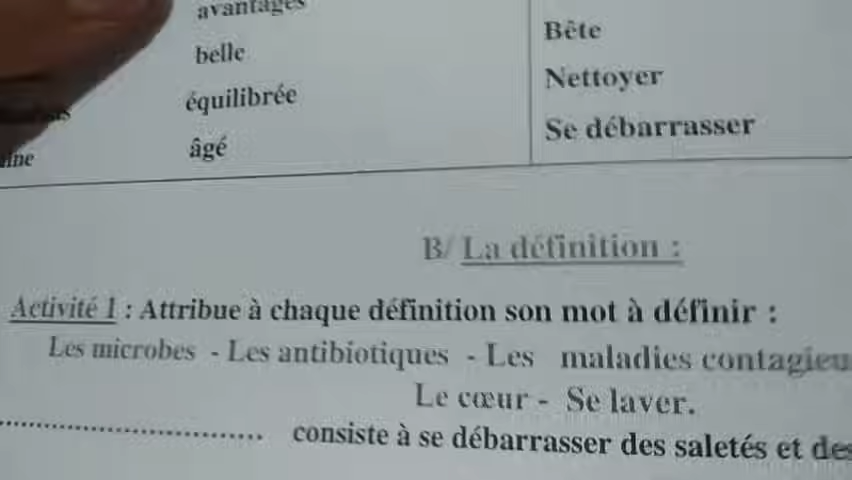 avantages
belle
équilibrée
âgé
Bête
Nettoyer
Se débarrasser
B/ La définition :
Activité 1 : Attribue à chaque définition son mot à définir :
Les microbes - Les antibiotiques - Les maladies contagieu
Le cœur - Se laver.
consiste à se débarrasser des saletés et des